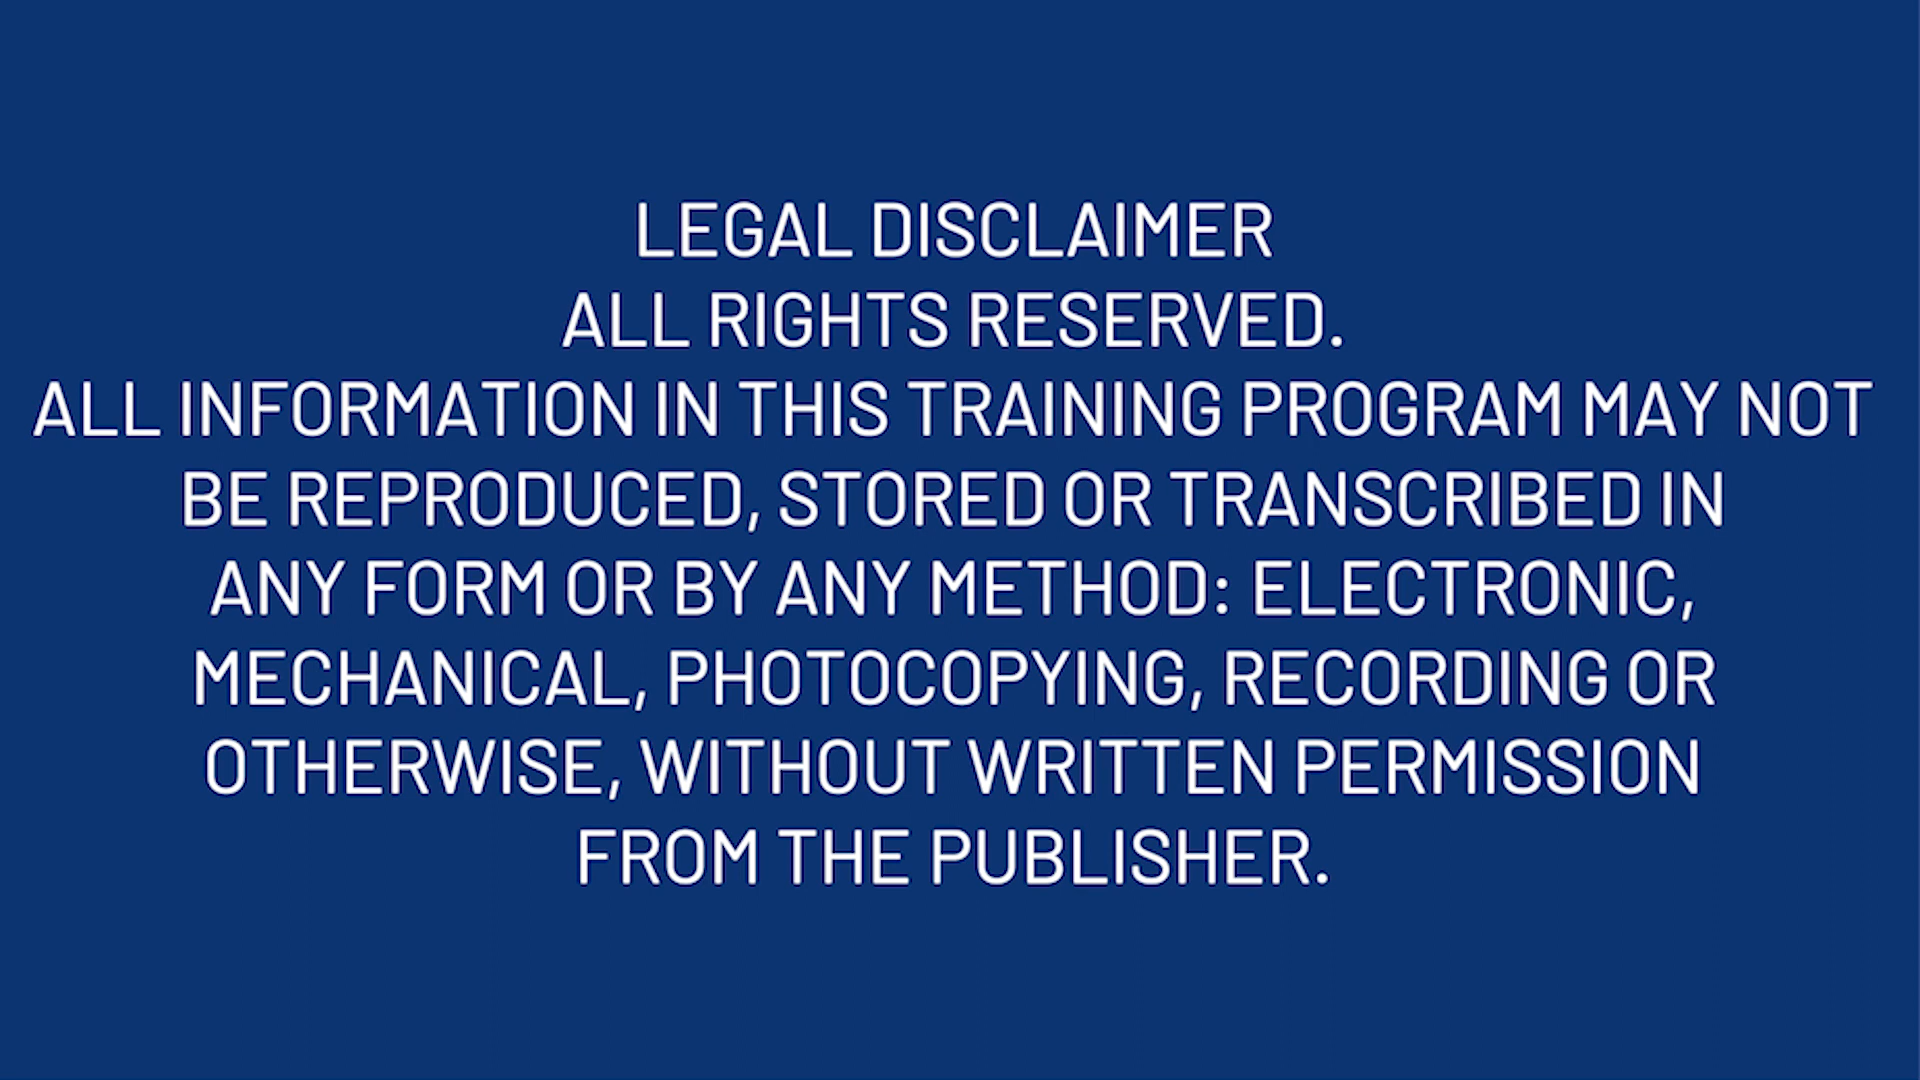 LEGAL DISCLAIMER
ALL RIGHTS RESERVED.
ALL INFORMATION IN THIS TRAINING PROGRAM MAY NOT
BE REPRODUCED, STORED OR TRANSCRIBED IN
ANY FORM OR BY ANY METHOD: ELECTRONIC,
MECHANICAL, PHOTOCOPYING, RECORDING OR
OTHERWISE, WITHOUT WRITTEN PERMISSION
FROM THE PUBLISHER.